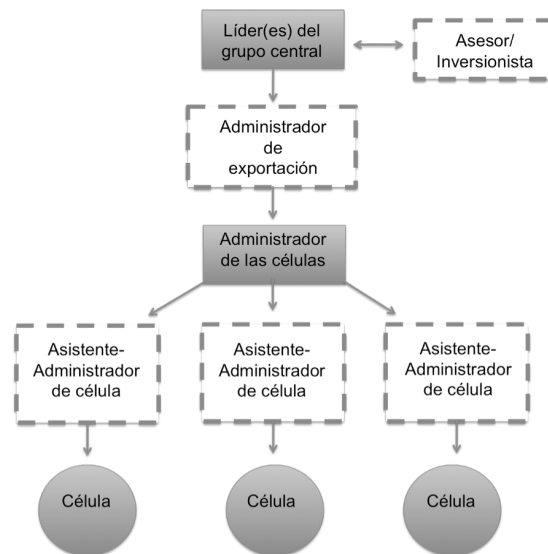 Líder(es) del
grupo central
Asesor/
Inversionista
Administrador
de
exportación
Administrador
de las células
Asistente-
Administrador
de célula
Asistente-
Administrador
de célula
Asistente-
Administrador
de célula
Célula
Célula
Célula